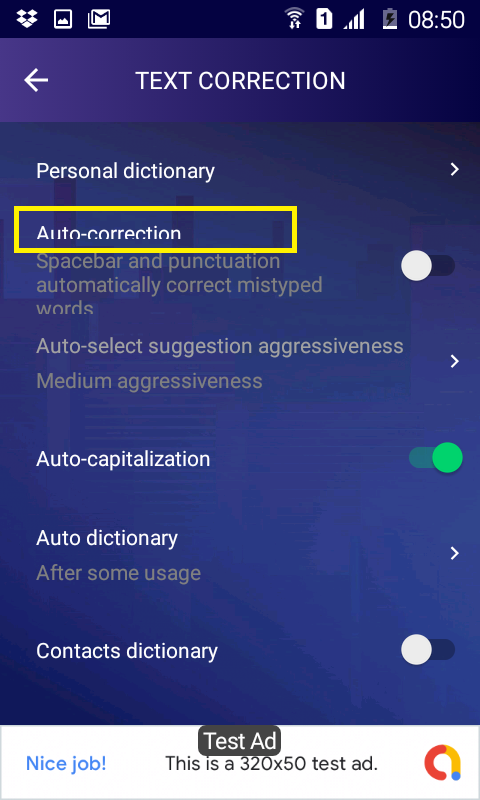 1
08:50
TEXT CORRECTION
Personal dictionary
Auto-correction
Spacebar and punctuation
automatically correct mistyped
words
Auto-select suggestion aggressiveness
Medium aggressiveness
Auto-capitalization
Auto dictionary
After some usage
Contacts dictionary
Test Ad
Nice job! This is a 320x50 test ad.